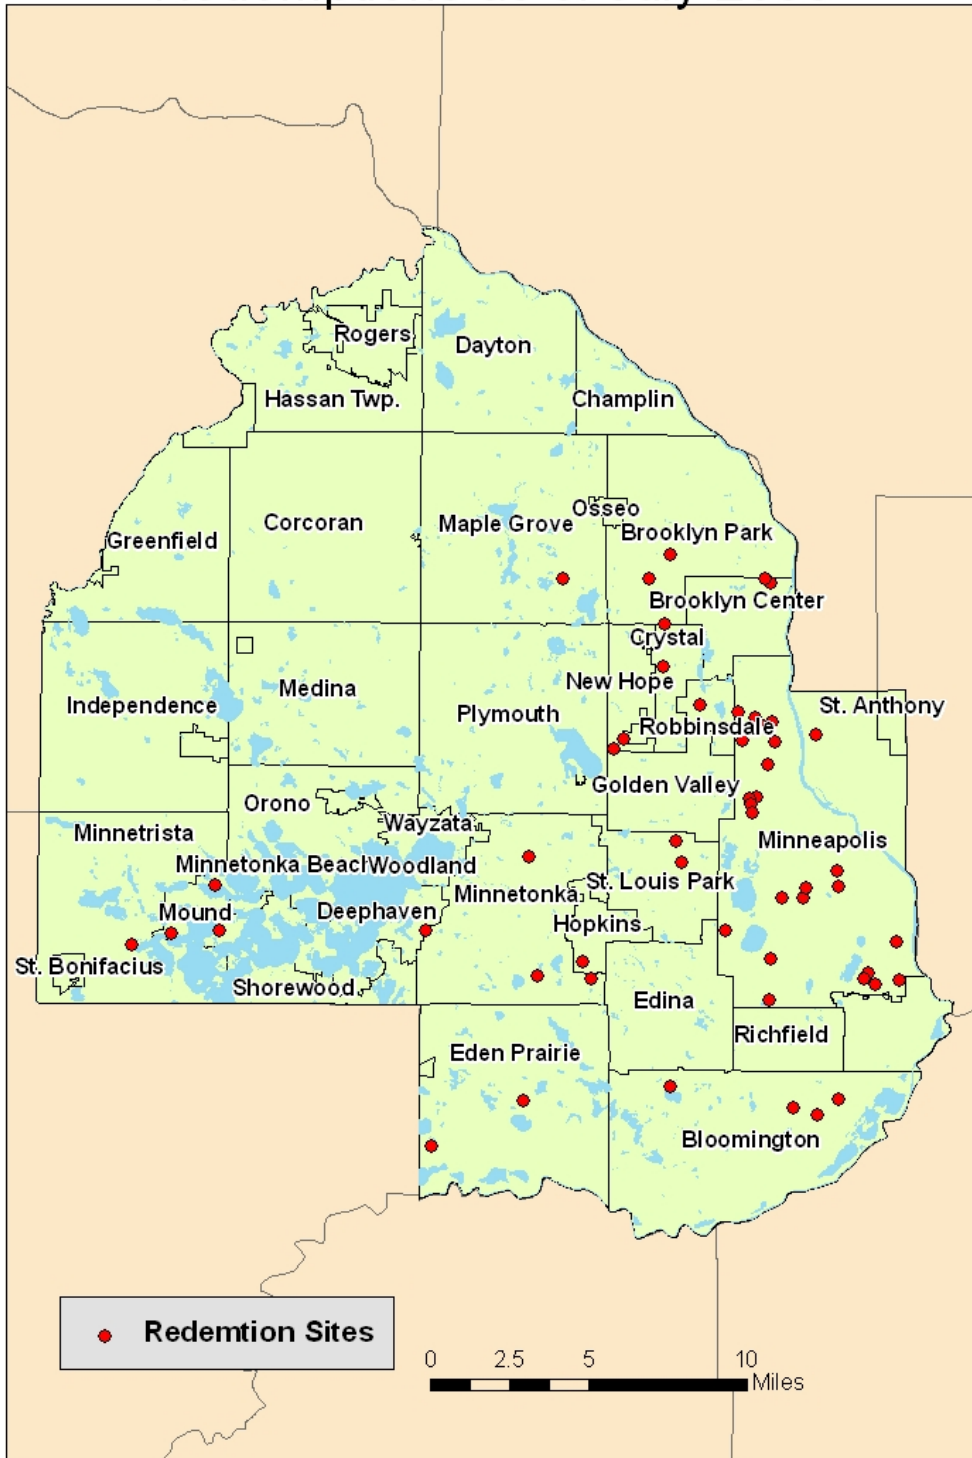 Rogers
Dayton
Hassan Twp.
Champlin
Osseo
Corcoran
Maple Grove
Brooklyn Park
Greenfield
Brooklyn Center
Crystal
New Hope
Medina
Independence
St. Anthony
Plymouth
Robbinsdale
Golden Valley
Orono
Wayzata
Minnetrista
Minneapolis
Minnetonka Beach
Woodland
St. Louis Park
Minnetonka
Mound
Deephaven
Hopkins
St. Bonifacius
Shorewood
Edina
Richfield
Eden Prairie
Bloomington
Redemtion Sites
0 2.5 5 10
Miles